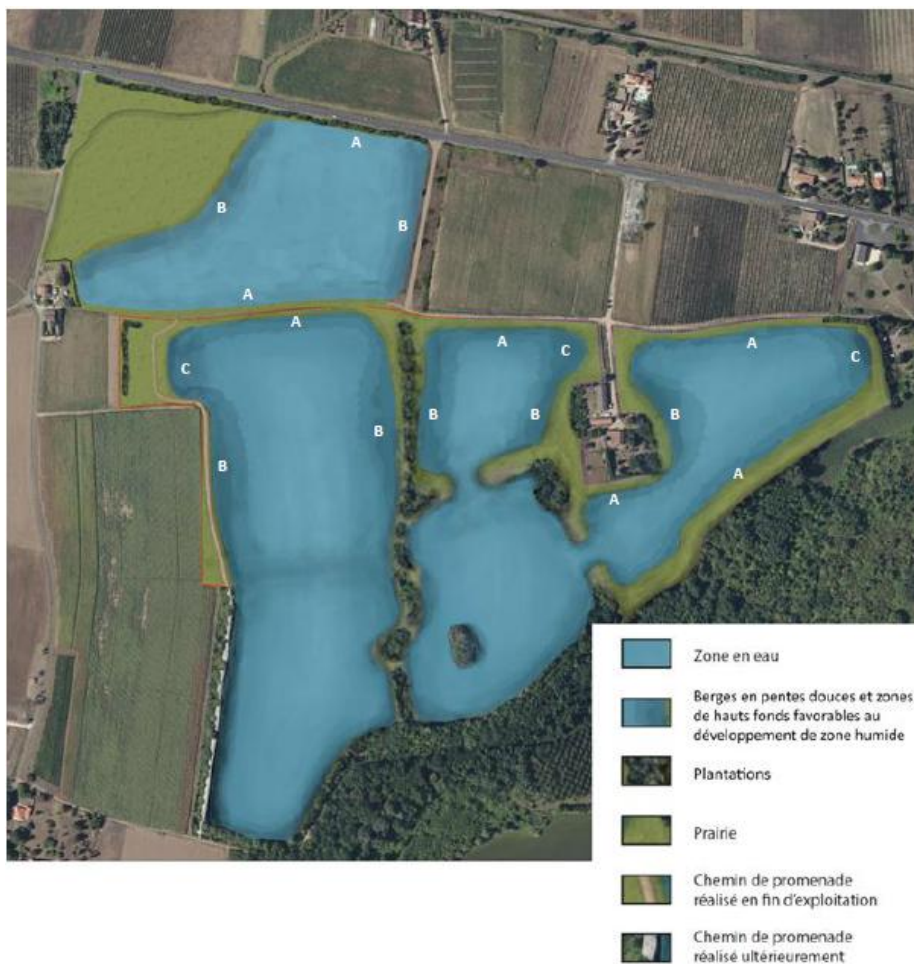 A
B
B
A
A
A
C
A
C
C
B
B
B
B
B
A
A
Zone en eau
Berges en pentes douces et zones
de hauts fonds favorables au
développement de zone humide
Plantations
Prairie
Chemin de promenade
réalisé en fin d'exploitation
Chemin de promenade
réalisé ultérieurement